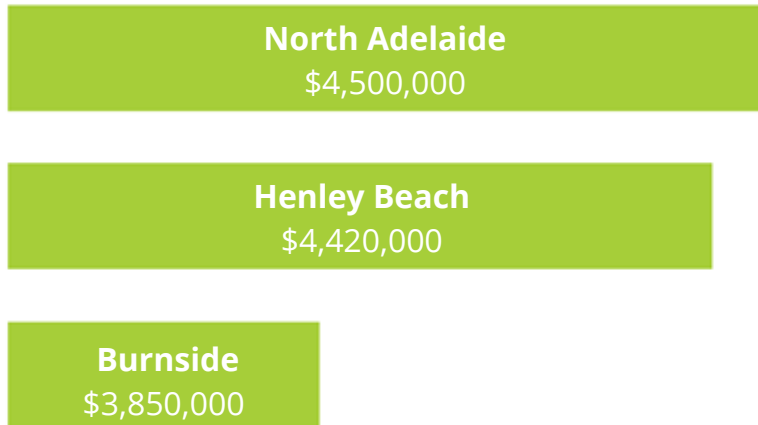 North Adelaide
$4,500,000
Henley Beach
$4,420,000
Burnside
$3,850,000